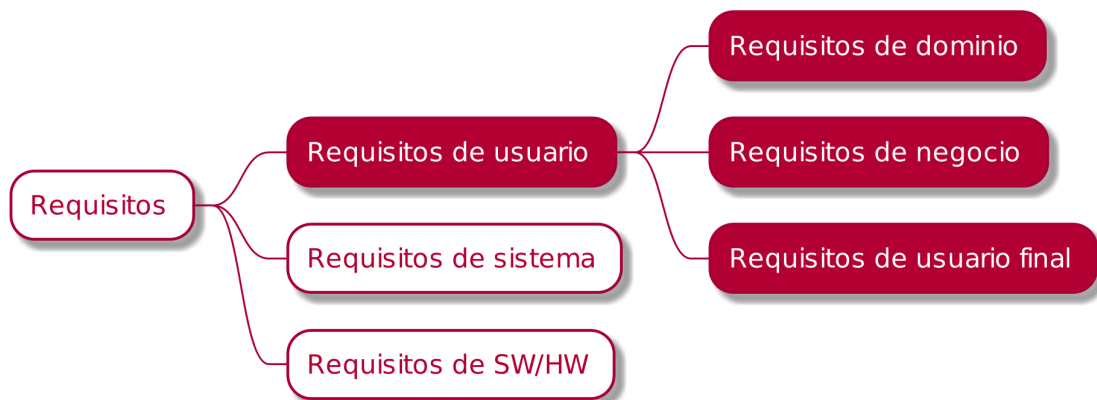 Requisitos
Requisitos de usuario
Requisitos de dominio
Requisitos de negocio
Requisitos de usuario final
Requisitos de sistema
Requisitos de SW/HW